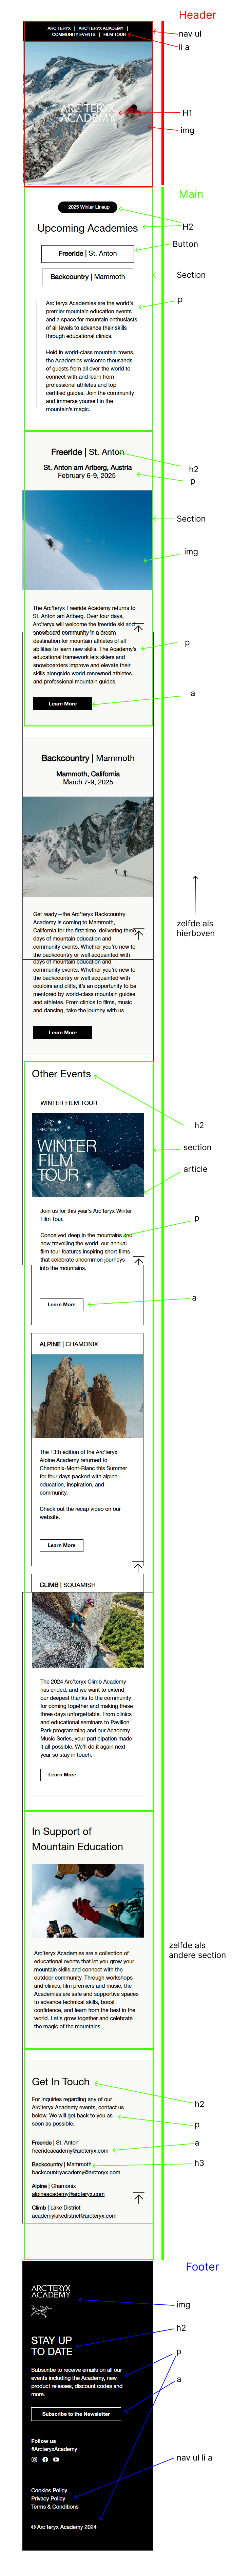 Header
ARC'TERYX | ARC'TERYX ACADEMY |
COMMUNITY EVENTS | FILM TOUR
nav ul
li a
ARC'TERYX
ACADEMY
H1
img
Main
2025 Winter Lineup
H2
Upcoming Academies
Button
Freeride | St. Anton
Section
Backcountry | Mammoth
p
Arc'teryx Academies are the world's
premier mountain education events
and a space for mountain enthusiasts
of all levels to advance their skills
through educational clinics.
Held in world-class mountain towns,
the Academies welcome thousands
of guests from all over the world to
connect with and learn from
professional athletes and top
certified guides. Join the community
and immerse yourself in the
mountain's magic.
Freeride | St. Anton
h2
St. Anton am Arlberg, Austria
February 6-9, 2025
p
Section
img
The Arc'teryx Freeride Academy returns to
St. Anton. Over four days,
Arc'teryx will welcome the freeride ski and
snowboard community in a dream
destination for mountain athletes of all
abilities to learn new skills. The Academy's
educational framework lets skiers and
snowboarders improve and elevate their
skills alongside world-renowned athletes
and professional mountain guides.
p
a
Learn More
Backcountry | Mammoth
Mammoth, California
March 7-9, 2025
zelfde als
hierboven
Get ready—the Arc'teryx Backcountry
Academy is coming to Mammoth,
California for the first time, delivering three
days of mountain education and
community events. Whether you're new to
the backcountry or well acquainted with
days of mountain education and
community events. Whether you're new to
the backcountry or well acquainted with
couloirs and cliffs, it's an opportunity to be
mentored by world-class mountain guides
and athletes. From clinics to films, music
and dancing, take the journey with us.
Learn More
Other Events
h2
WINTER FILM TOUR
section
article
ARC'TERYX
WINTER
FILM
TOUR
Join us for this year's Arc'teryx Winter
Film Tour.
p
Conceived deep in the mountains and
now travelling the world, our annual
film tour features inspiring short films
that celebrate uncommon journeys
into the mountains.
a
Learn More
ALPINE | CHAMONIX
The 13th edition of the Arc'teryx
Alpine Academy returned to
Chamonix-Mont-Blanc this Summer
for four days packed with alpine
education, inspiration, and
community.
Check out the recap video on our
website.
Learn More
CLIMB | SQUAMISH
The 2024 Arc'teryx Climb Academy
has ended, and we want to extend
our deepest thanks to the community
for coming together and making these
three days unforgettable. From clinics
and educational seminars to Pavilion
Park programming and our Academy
Music Series, your participation made
it all possible. We'll do it again next
year so stay in touch.
Learn More
In Support of
Mountain Education
zelfde als
andere section
Arc'teryx Academies are a collection of
educational events that let you grow your
mountain skills and connect with the
outdoor community. Through workshops
and clinics, film premiers and music, the
Academies are safe and supportive spaces
to advance technical skills, boost
confidence, and learn from the best in the
world. Let's grow together and celebrate
the magic of the mountains.
Get In Touch
h2
For inquiries regarding any of our
Arc'teryx Academy events, contact us
below. We will get back to you as
soon as possible.
p
Freeride | St. Anton
freerideacademy@arcteryx.com
a
Backcountry | Mammoth
backcountryacademy@arcteryx.com
h3
Alpine | Chamonix
alpineacademy@arcteryx.com
Climb | Lake District
academylakedistrict@arcteryx.com
Footer
ARC'TERYX
ACADEMY
img
STAY UP
TO DATE
h2
p
Subscribe to receive emails on all our
events including the Academy, new
product releases, discount codes and
more.
a
Subscribe to the Newsletter
Follow us
#ArcteryxAcademy
nav ul li a
Cookies Policy
Privacy Policy
Terms & Conditions
© Arc'teryx Academy 2024